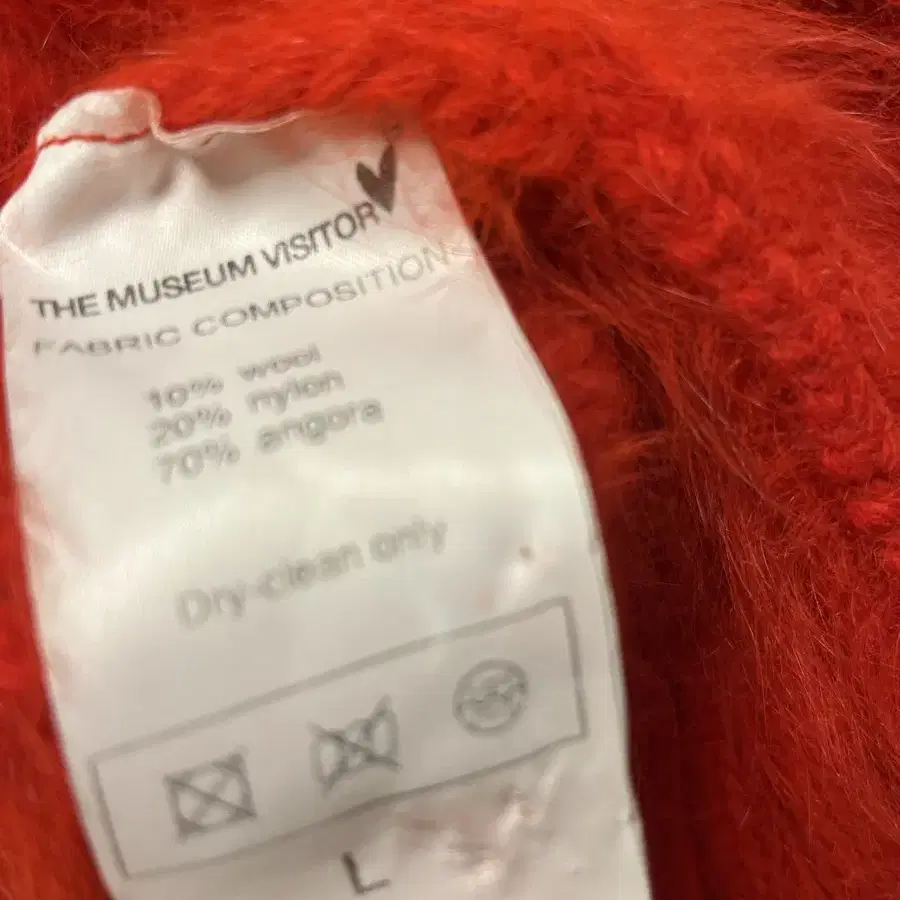 THE MUSEUM VISITOR
FABRIC COMPOSITION
10% wool
20% nylon
70% angora
Dry-clean only
L